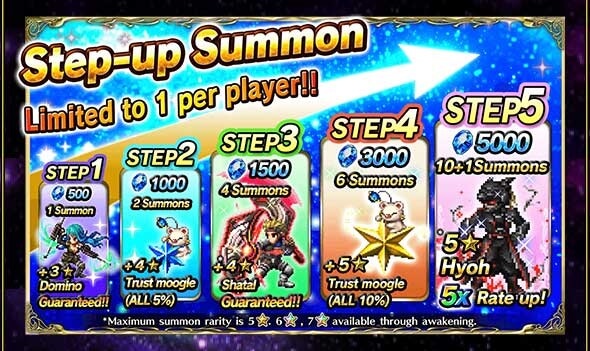 Step-up Summon
Limited to 1 per player!!
STEP1
500
1 Summon
+3★
Domino
Guaranteed!!
STEP2
1000
2 Summons
+4★
Trust moogle
(ALL 5%)
STEP3
1500
4 Summons
+4★
Shatal
Guaranteed!!
STEP4
3000
6 Summons
+5★
Trust moogle
(ALL 10%)
STEP5
5000
10+1Summons
5★
Hyoh
5x Rate up!
*Maximum summon rarity is 5★. 6★, 7★ available through awakening.